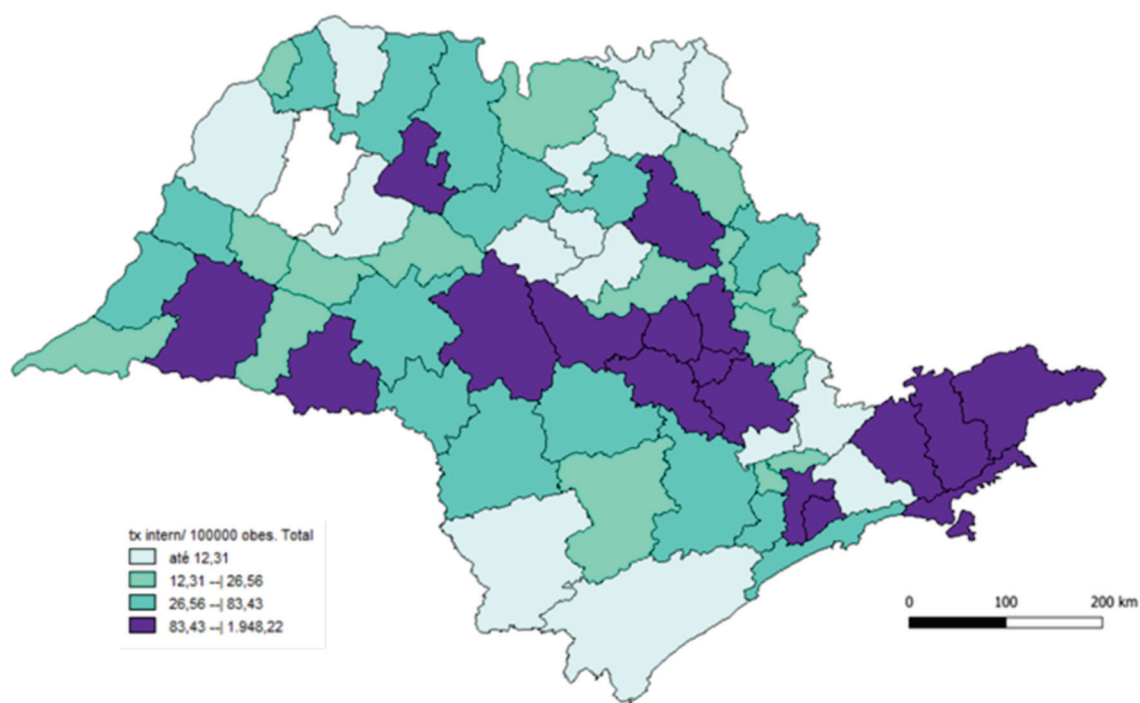 tx intern/ 100000 obes. Total
até 12,31
12,31 --| 26,56
26,56 --| 83,43
83,43 --| 1.948,22
0 100 200 km